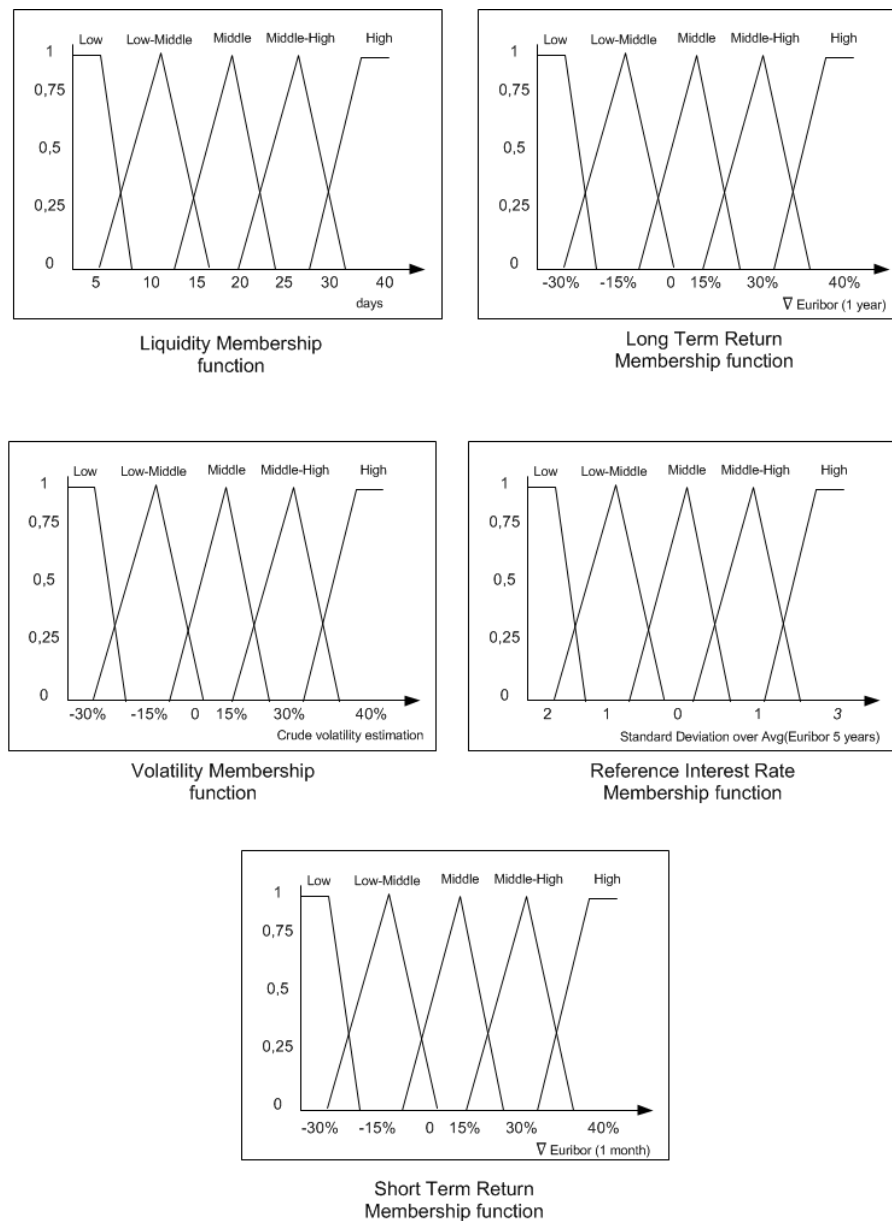 Low Low-Middle Middle Middle-High High
1
0,75
0,5
0,25
0
5 10 15 20 25 30 40
days
Liquidity Membership
function
Low Low-Middle Middle Middle-High High
1
0,75
0,5
0,25
0
-30% -15% 0 15% 30% 40%
∇ Euribor (1 year)
Long Term Return
Membership function
Low Low-Middle Middle Middle-High High
1
0,75
0,5
0,25
0
-30% -15% 0 15% 30% 40%
Crude volatility estimation
Volatility Membership
function
Low Low-Middle Middle Middle-High High
1
0,75
0,5
0,25
0
2 1 0 1 3
Standard Deviation over Avg(Euribor 5 years)
Reference Interest Rate
Membership function
Low Low-Middle Middle Middle-High High
1
0,75
0,5
0,25
0
-30% -15% 0 15% 30% 40%
∇ Euribor (1 month)
Short Term Return
Membership function